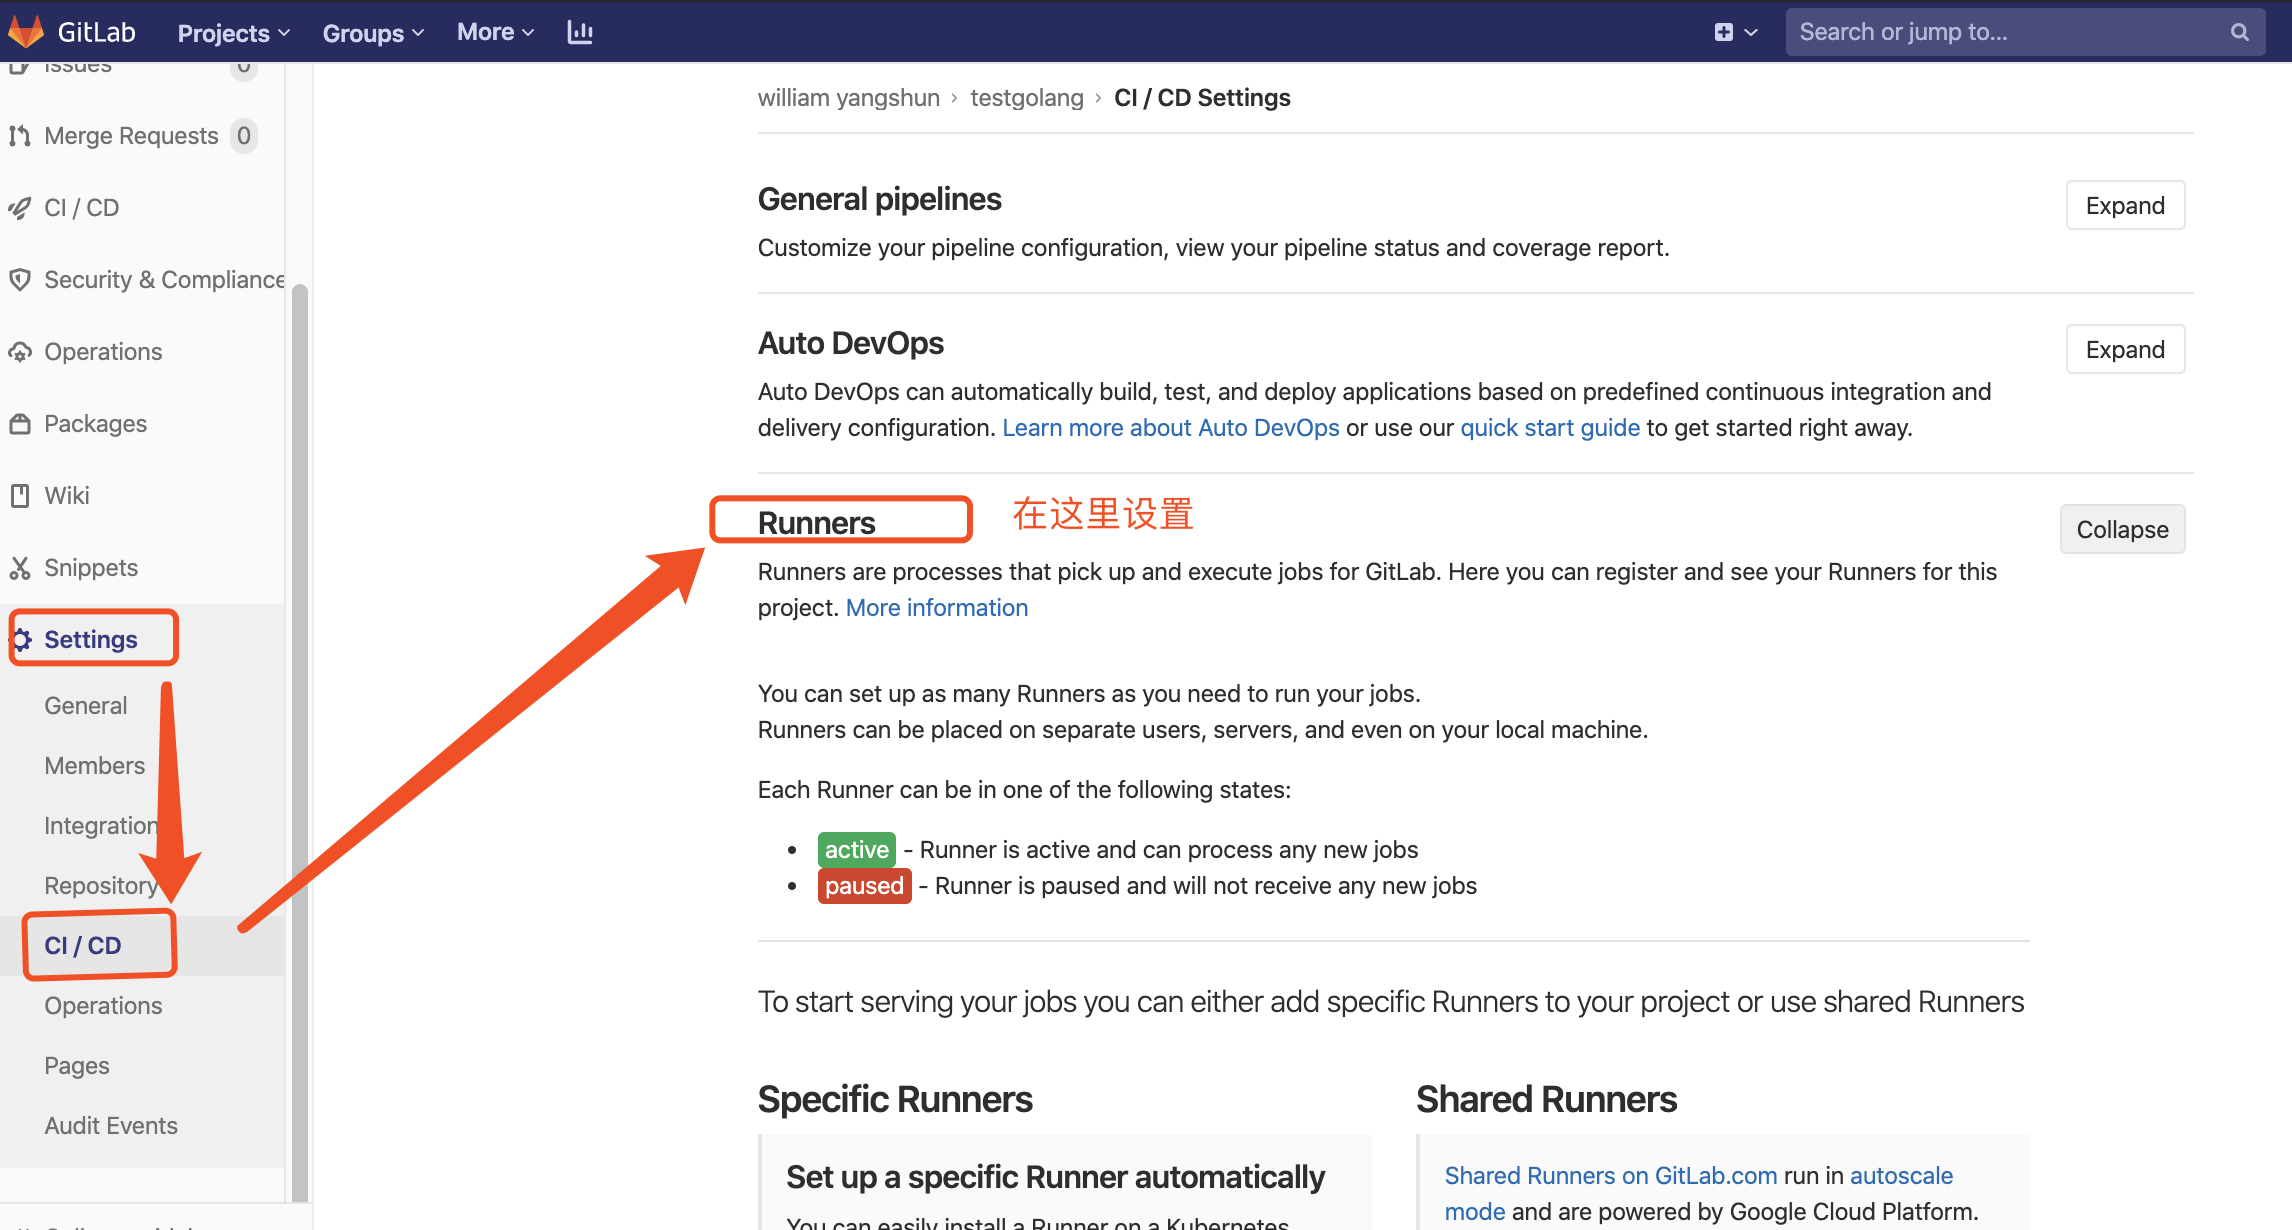 GitLab Projects Groups More Search or jump to...
Issues 0
Merge Requests 0
CI / CD
Security & Compliance
Operations
Packages
Wiki
Snippets
Settings
General
Members
Integration
Repository
CI / CD
Operations
Pages
Audit Events
william yangshun › testgolang › CI / CD Settings
General pipelines
Expand
Customize your pipeline configuration, view your pipeline status and coverage report.
Auto DevOps
Expand
Auto DevOps can automatically build, test, and deploy applications based on predefined continuous integration and
delivery configuration. Learn more about Auto DevOps or use our quick start guide to get started right away.
Runners 在这里设置
Collapse
Runners are processes that pick up and execute jobs for GitLab. Here you can register and see your Runners for this
project. More information
You can set up as many Runners as you need to run your jobs.
Runners can be placed on separate users, servers, and even on your local machine.
Each Runner can be in one of the following states:
• active - Runner is active and can process any new jobs
• paused - Runner is paused and will not receive any new jobs
To start serving your jobs you can either add specific Runners to your project or use shared Runners
Specific Runners
Set up a specific Runner automatically
You can easily install a Runner on a Kubernetes
Shared Runners
Shared Runners on GitLab.com run in autoscale
mode and are powered by Google Cloud Platform.